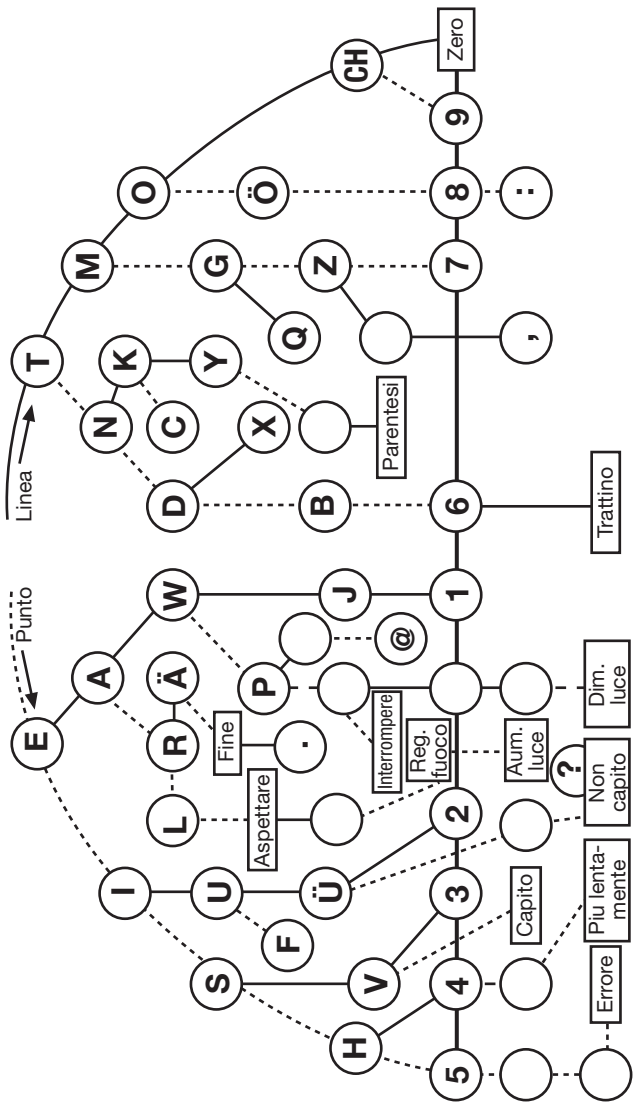 Punto Linea
E T
I A N K M O
L R Ä W D C
S U Y G
Fine
F P X Ö
Aspettare . Q
H V Ü J B Z CH
Interrompere @ Parentesi
Reg.
fuoco
5 4 3 2 1 6 7 8 9 Zero
Capito
Aum.
luce
, :
?
Errore
Piu lenta-
mente
Non
capito
Dim.
luce
Trattino